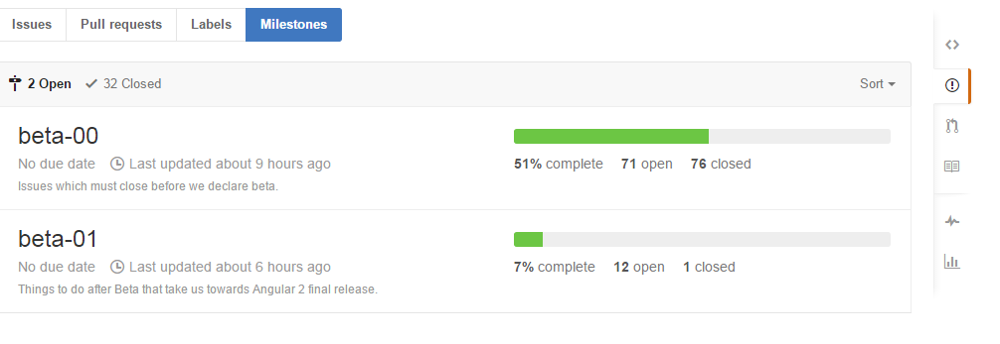 Issues Pull requests Labels Milestones
2 Open 32 Closed Sort
beta-00
No due date Last updated about 9 hours ago 51% complete 71 open 76 closed
Issues which must close before we declare beta.
beta-01
No due date Last updated about 6 hours ago 7% complete 12 open 1 closed
Things to do after Beta that take us towards Angular 2 final release.